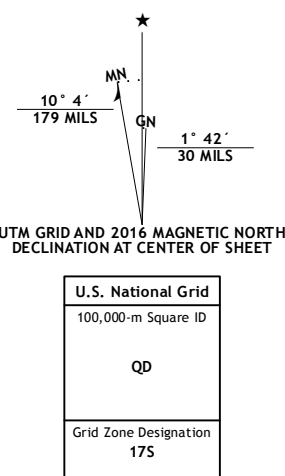 ★
MN
GN
10° 4´
179 MILS
1° 42´
30 MILS
UTM GRID AND 2016 MAGNETIC NORTH
DECLINATION AT CENTER OF SHEET
U.S. National Grid
100,000-m Square ID
QD
Grid Zone Designation
17S